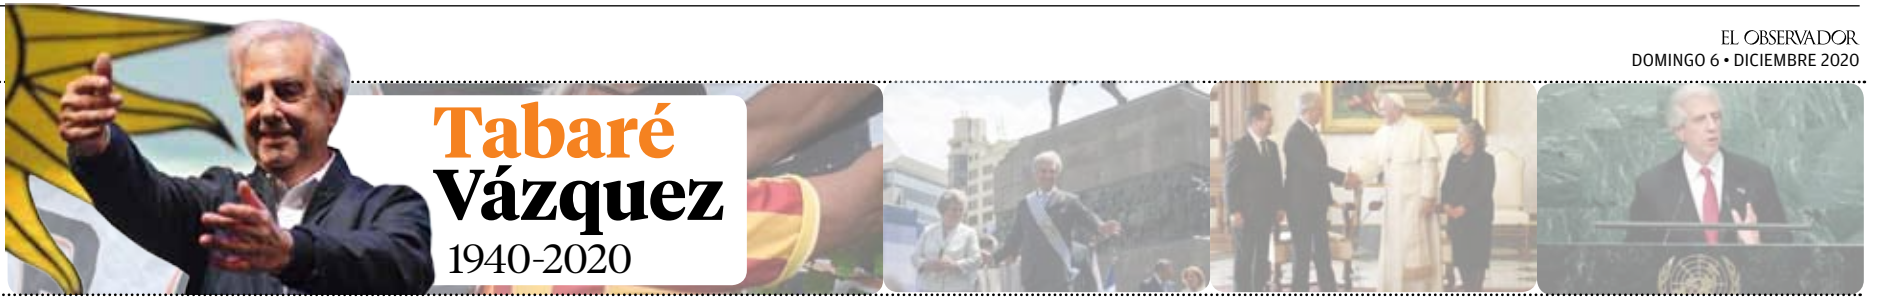 EL OBSERVADOR
DOMINGO 6 • DICIEMBRE 2020
Tabaré
Vázquez
1940-2020